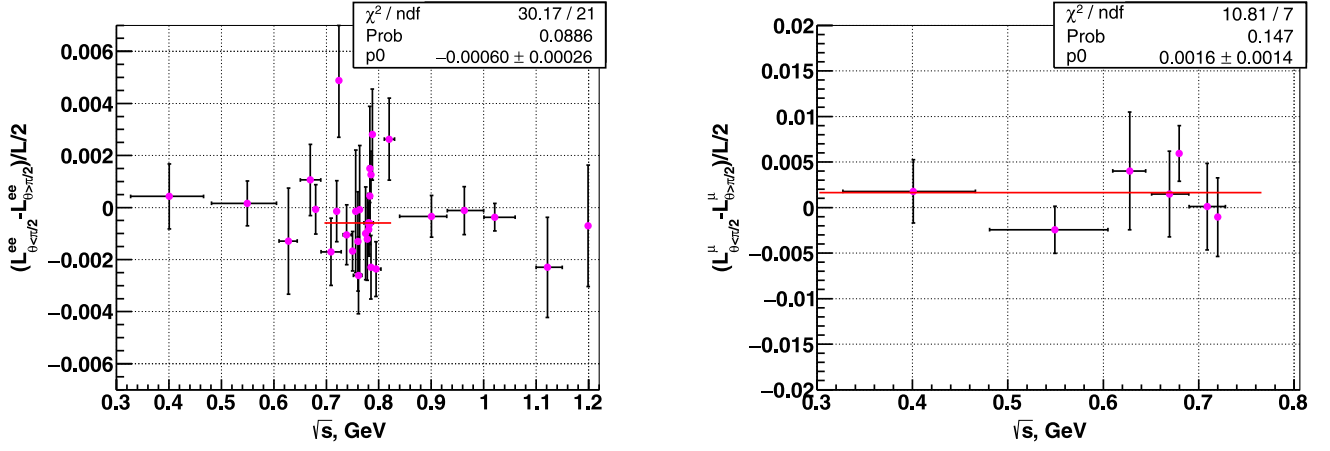 χ² / ndf 30.17 / 21
Prob 0.0886
p0 −0.00060 ± 0.00026
(L^ee_θ<π/2 -L^ee_θ>π/2)/L/2
0.006
0.004
0.002
0
−0.002
−0.004
−0.006
0.3 0.4 0.5 0.6 0.7 0.8 0.9 1 1.1 1.2
√s, GeV
χ² / ndf 10.81 / 7
Prob 0.147
p0 0.0016 ± 0.0014
(L^μ_θ<π/2 -L^μ_θ>π/2)/L/2
0.02
0.015
0.01
0.005
0
−0.005
−0.01
−0.015
−0.02
0.3 0.4 0.5 0.6 0.7 0.8
√s, GeV